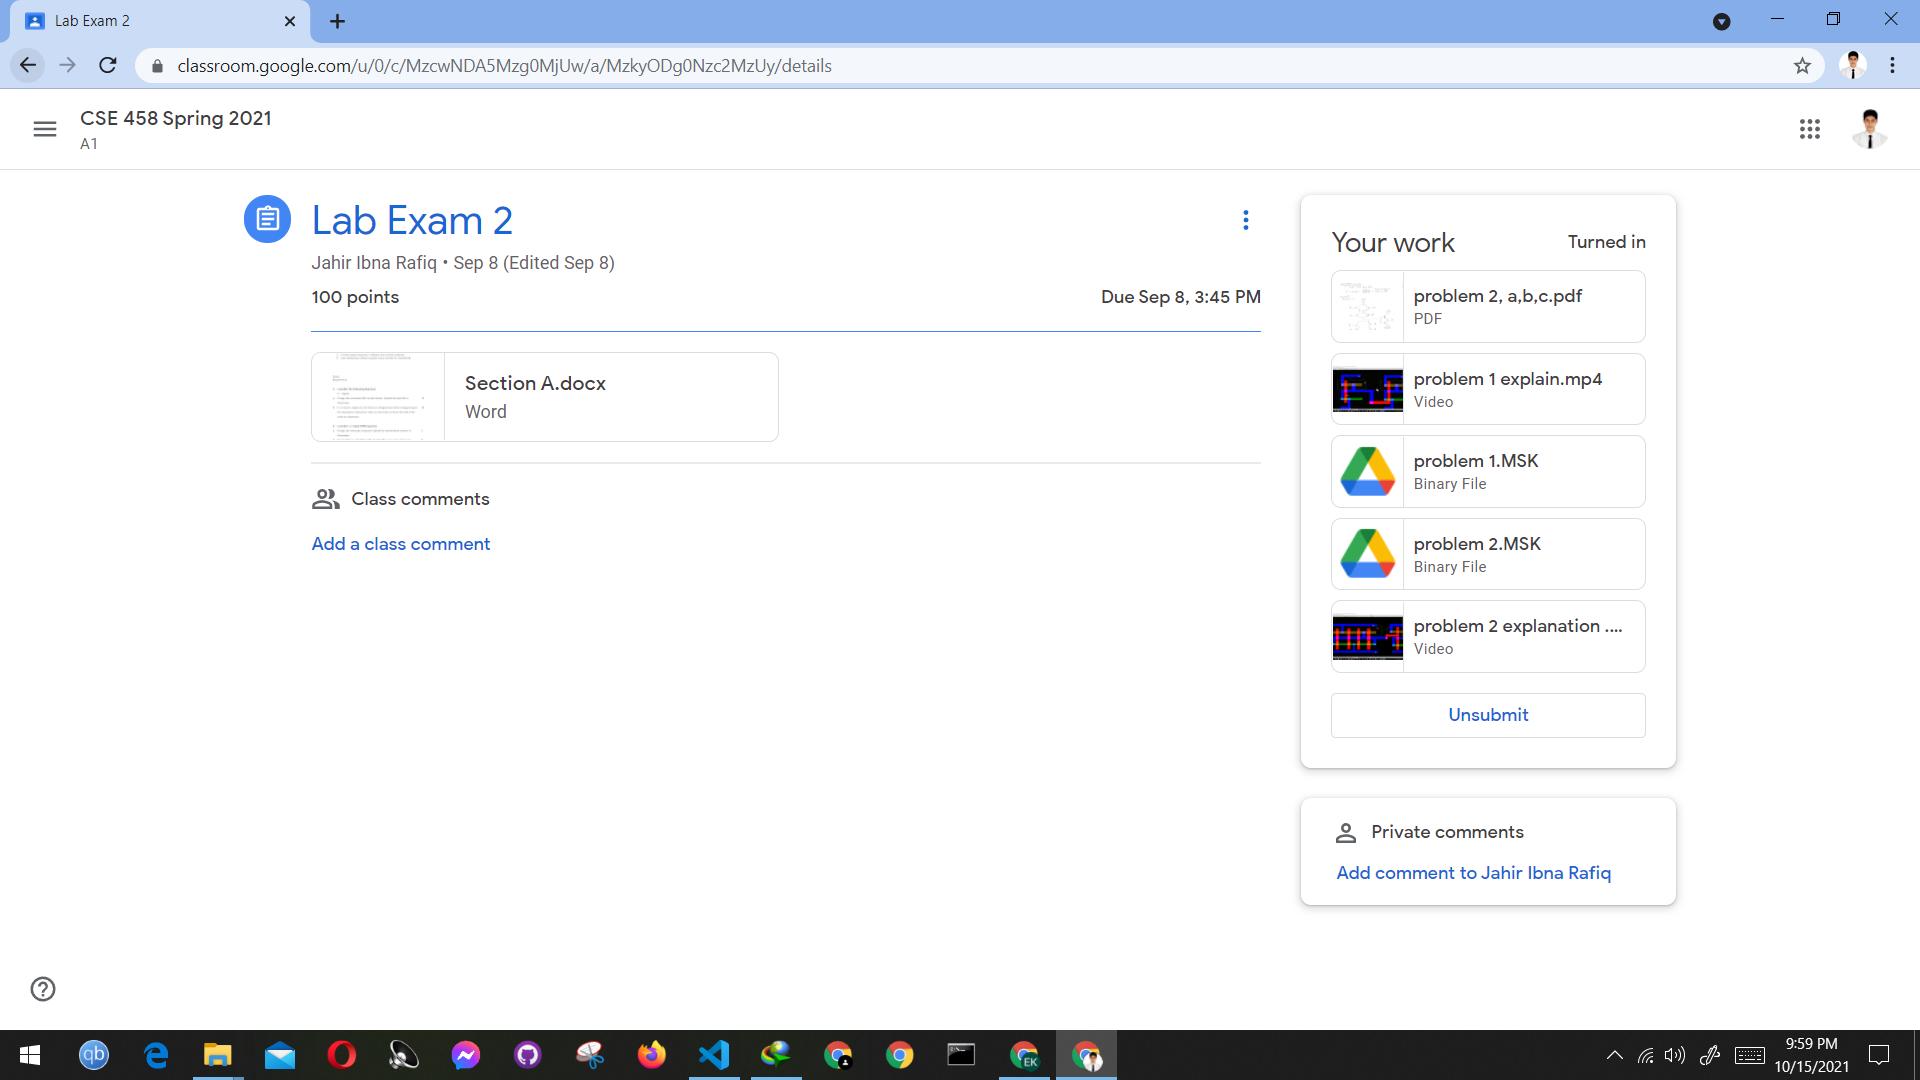 Lab Exam 2
classroom.google.com/u/0/c/MzcwNDA5Mzg0MjUw/a/MzkyODg0Nzc2MzUy/details
CSE 458 Spring 2021
A1
Lab Exam 2
Jahir Ibna Rafiq • Sep 8 (Edited Sep 8)
100 points
Due Sep 8, 3:45 PM
Section A.docx
Word
Class comments
Add a class comment
Your work
Turned in
problem 2, a,b,c.pdf
PDF
problem 1 explain.mp4
Video
problem 1.MSK
Binary File
problem 2.MSK
Binary File
problem 2 explanation ....
Video
Unsubmit
Private comments
Add comment to Jahir Ibna Rafiq
qb
EK
9:59 PM
10/15/2021